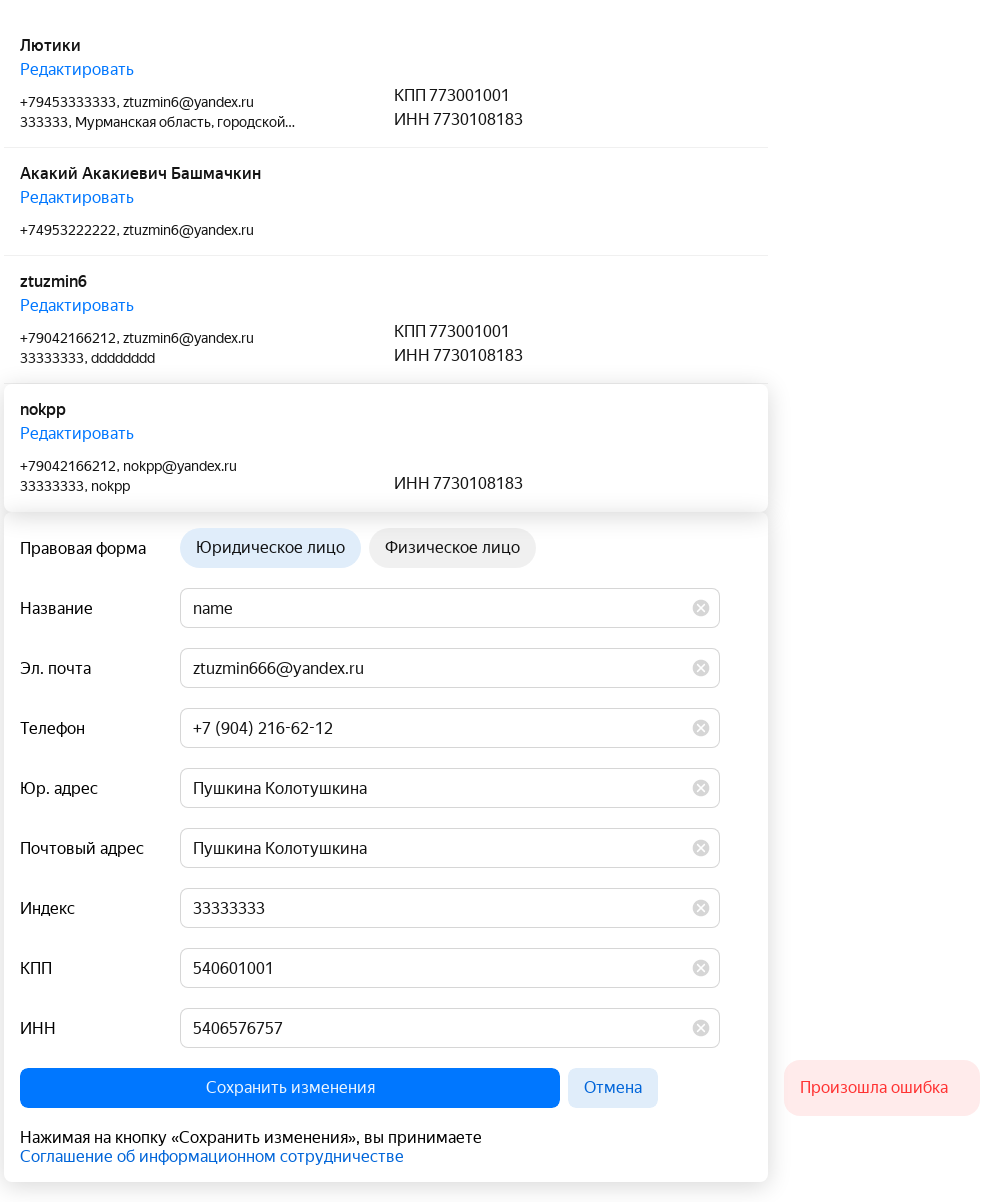 Лютики
Редактировать
+79453333333, ztuzmin6@yandex.ru
333333, Мурманская область, городской...
КПП 773001001
ИНН 7730108183
Акакий Акакиевич Башмачкин
Редактировать
+74953222222, ztuzmin6@yandex.ru
ztuzmin6
Редактировать
+79042166212, ztuzmin6@yandex.ru
33333333, dddddddd
КПП 773001001
ИНН 7730108183
nokpp
Редактировать
+79042166212, nokpp@yandex.ru
33333333, nokpp
ИНН 7730108183
Правовая форма Юридическое лицо Физическое лицо
Название name
Эл. почта ztuzmin666@yandex.ru
Телефон +7 (904) 216-62-12
Юр. адрес Пушкина Колотушкина
Почтовый адрес Пушкина Колотушкина
Индекс 33333333
КПП 540601001
ИНН 5406576757
Сохранить изменения Отмена Произошла ошибка
Нажимая на кнопку «Сохранить изменения», вы принимаете
Соглашение об информационном сотрудничестве